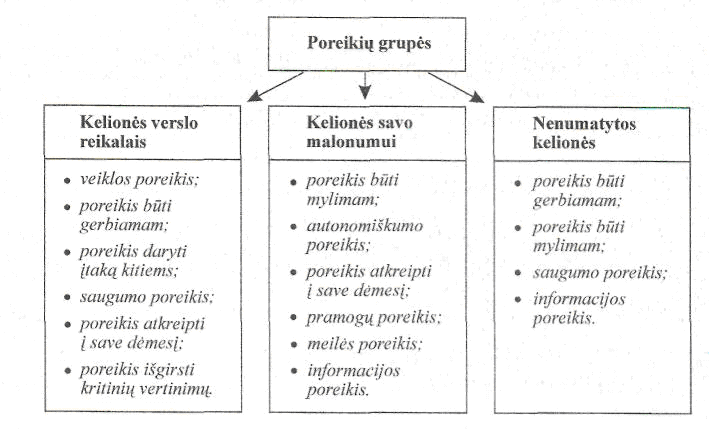 Poreikių grupės
Kelionės verslo
reikalais
• veiklos poreikis;
• poreikis būti
gerbiamam;
• poreikis daryti
įtaką kitiems;
• saugumo poreikis;
• poreikis atkreipti
į save dėmesį;
• poreikis išgirsti
kritinių vertinimų.
Kelionės savo
malonumui
• poreikis būti
mylimam;
• autonomiškumo
poreikis;
• poreikis atkreipti
į save dėmesį;
• pramogų poreikis;
• meilės poreikis;
• informacijos
poreikis.
Nenumatytos
kelionės
• poreikis būti
gerbiamam;
• poreikis būti
mylimam;
• saugumo poreikis;
• informacijos
poreikis.